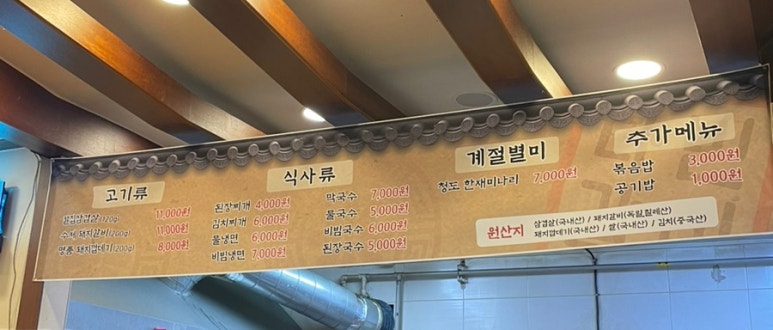 고기류
삼겹살(120g) 11,000원
수제 돼지갈비(200g) 11,000원
명품 돼지껍데기(200g) 8,000원
식사류
된장찌개 4,000원
김치찌개 6,000원
물냉면 6,000원
비빔냉면 7,000원
막국수 7,000원
물국수 5,000원
비빔국수 6,000원
된장국수 5,000원
계절별미
청도 한재미나리 7,000원
추가메뉴
볶음밥 3,000원
공기밥 1,000원
원산지
삼겹살(국내산) / 돼지갈비(독일,칠레산)
돼지껍데기(국내산) / 쌀(국내산) / 김치(중국산)